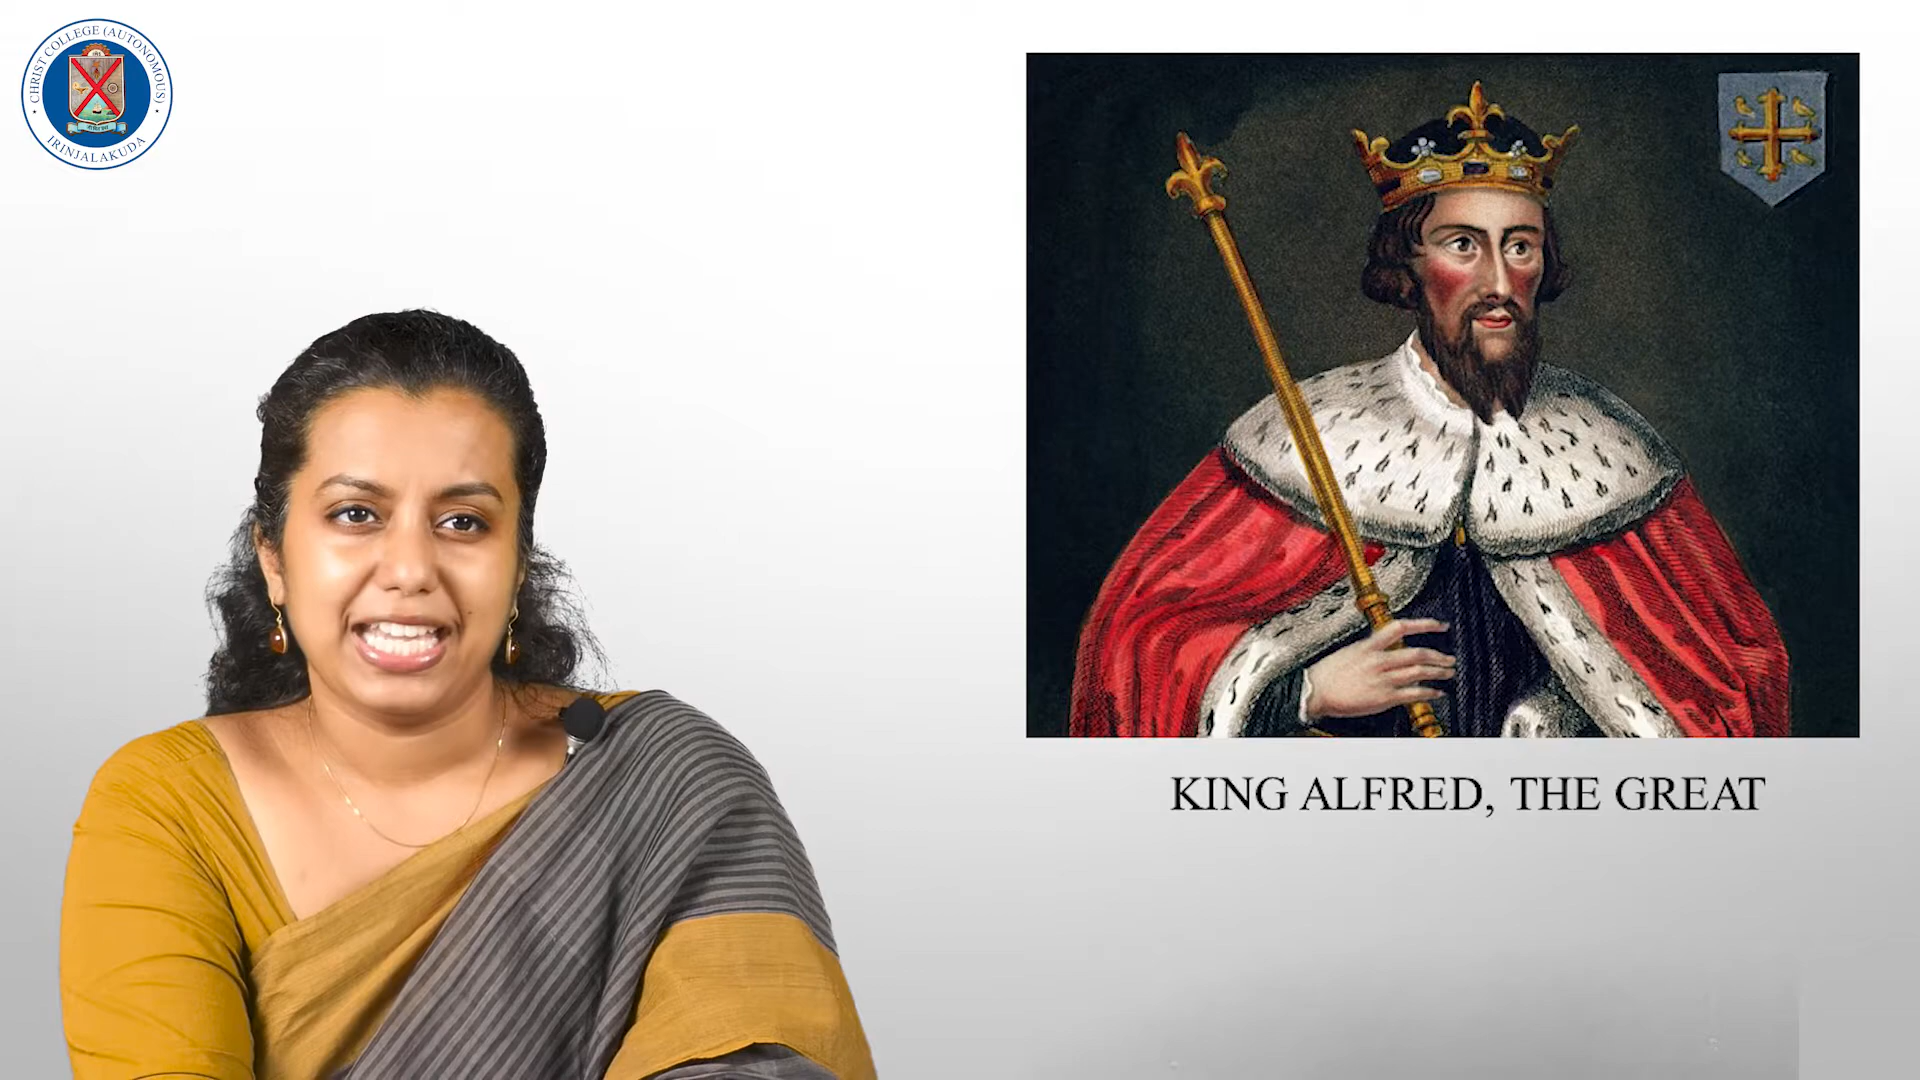 CHRIST COLLEGE (AUTONOMOUS)
IRINJALAKUDA
KING ALFRED, THE GREAT